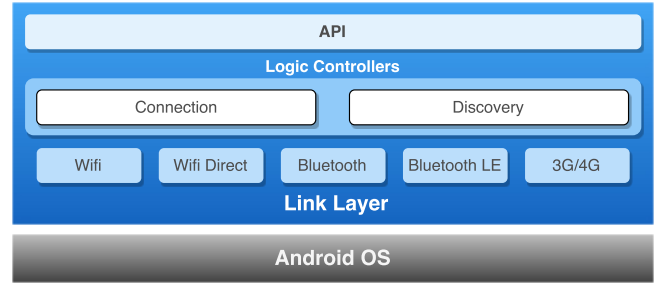 API
Logic Controllers
Connection Discovery
Wifi Wifi Direct Bluetooth Bluetooth LE 3G/4G
Link Layer
Android OS